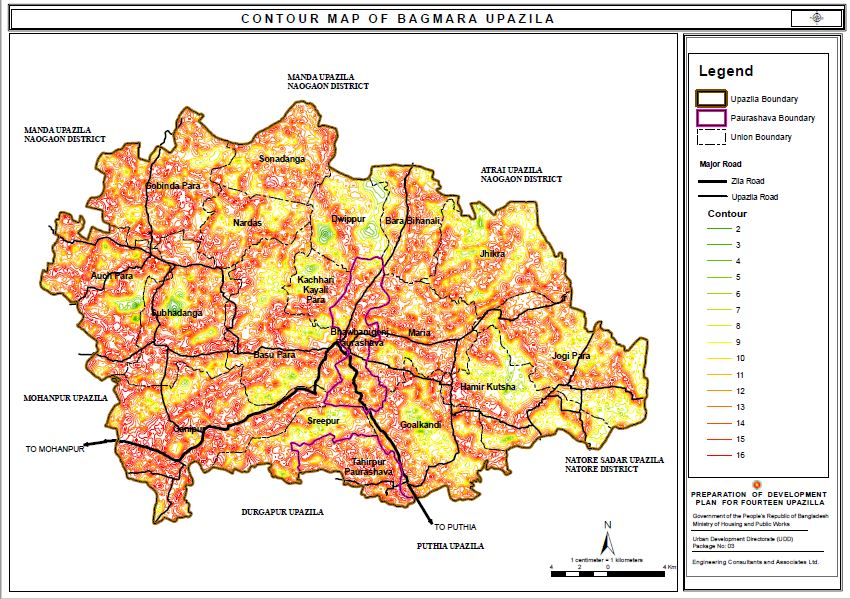 CONTOUR MAP OF BAGMARA UPAZILA
MANDA UPAZILA
NAOGAON DISTRICT
MANDA UPAZILA
NAOGAON DISTRICT
ATRAI UPAZILA
NAOGAON DISTRICT
Sonadanga
Gobinda Para
Nardas
Dwippur
Bara Bihanali
Jhikra
Auch Para
Kachhari
Kayali
Para
Subhadanga
Bhawhaniganj
Paurashava
Maria
Basu Para
Jogi Para
Hamir Kutsha
MOHANPUR UPAZILA
Sreepur
Goalkandi
Ganipur
TO MOHANPUR
Tahirpur
Paurashava
NATORE SADAR UPAZILA
NATORE DISTRICT
DURGAPUR UPAZILA
TO PUTHIA
PUTHIA UPAZILA
N
1 centimeter = 1 kilometers
4 2 0 4 Km
Legend
Upazila Boundary
Paurashava Boundary
Union Boundary
Major Road
Zila Road
Upazila Road
Contour
2
3
4
5
6
7
8
9
10
11
12
13
14
15
16
PREPARATION OF DEVELOPMENT
PLAN FOR FOURTEEN UPAZILLA
Government of the People's Republic of Bangladesh
Ministry of Housing and Public Works
Urban Development Directorate (UDD)
Package No: 03
Engineering Consultants and Associates Ltd.